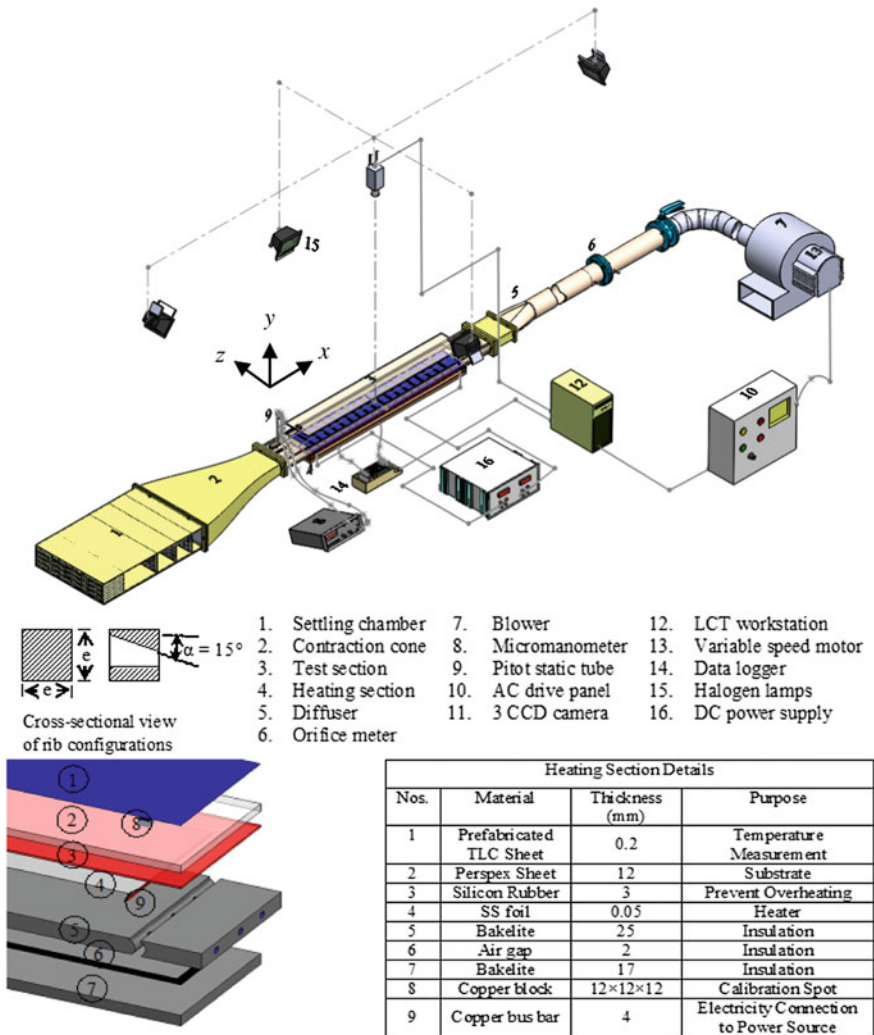 15
y
z
x
7
13
6
5
9
12
10
2
14
16
1. Settling chamber
2. Contraction cone
3. Test section
4. Heating section
5. Diffuser
6. Orifice meter
7. Blower
8. Micromanometer
9. Pitot static tube
10. AC drive panel
11. 3 CCD camera
12. LCT workstation
13. Variable speed motor
14. Data logger
15. Halogen lamps
16. DC power supply
e
e
α = 15°
Cross-sectional view
of rib configurations
1
2
8
3
4
9
5
6
7
Heating Section Details
Nos. Material Thickness (mm) Purpose
1 Prefabricated TLC Sheet 0.2 Temperature Measurement
2 Perspex Sheet 12 Substrate
3 Silicon Rubber 3 Prevent Overheating
4 SS foil 0.05 Heater
5 Bakelite 25 Insulation
6 Air gap 2 Insulation
7 Bakelite 17 Insulation
8 Copper block 12×12×12 Calibration Spot
9 Copper bus bar 4 Electricity Connection to Power Source